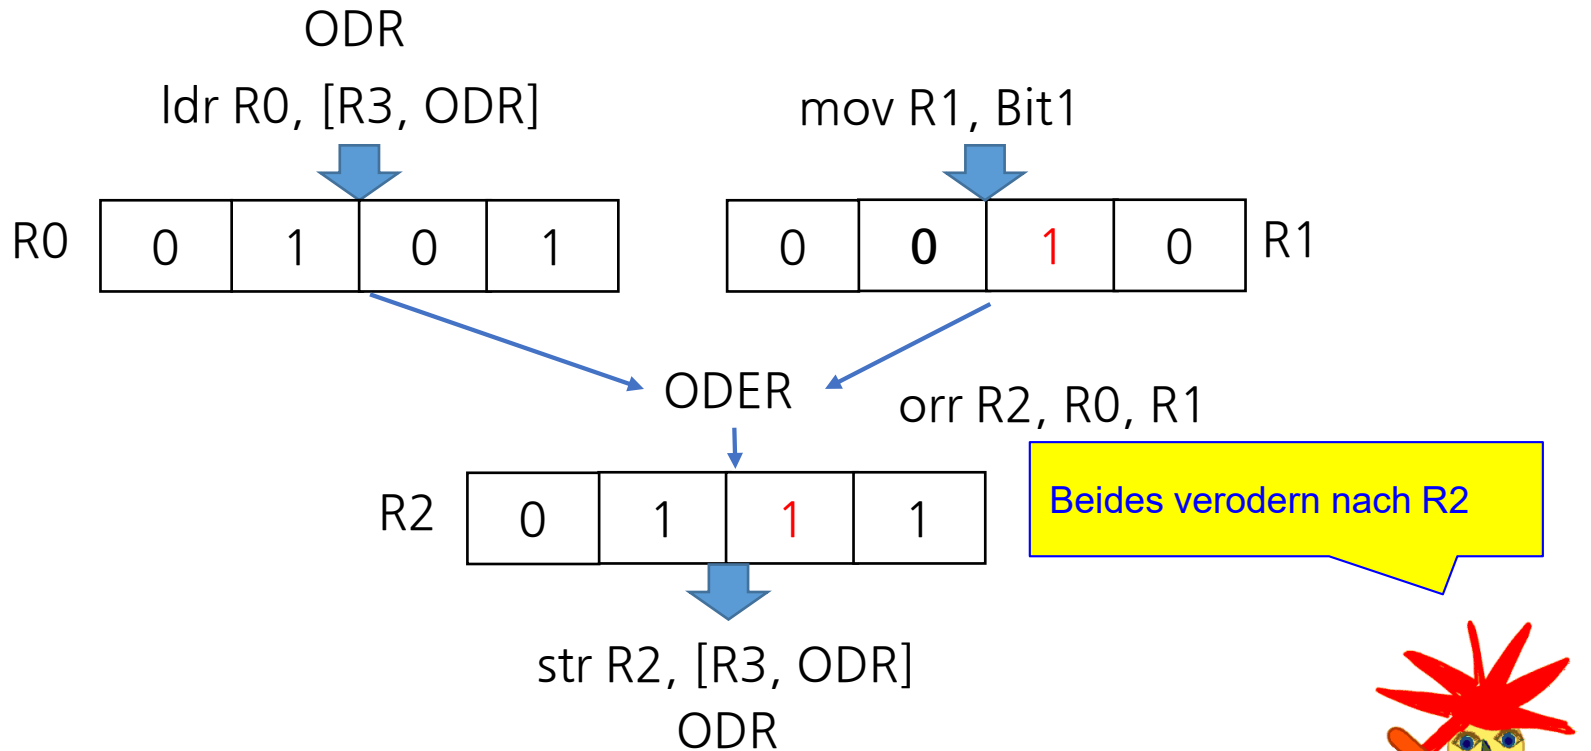 ODR
ldr R0, [R3, ODR]
mov R1, Bit1
R0 0 1 0 1
0 0 1 0 R1
ODER
orr R2, R0, R1
Beides verodern nach R2
R2 0 1 1 1
str R2, [R3, ODR]
ODR